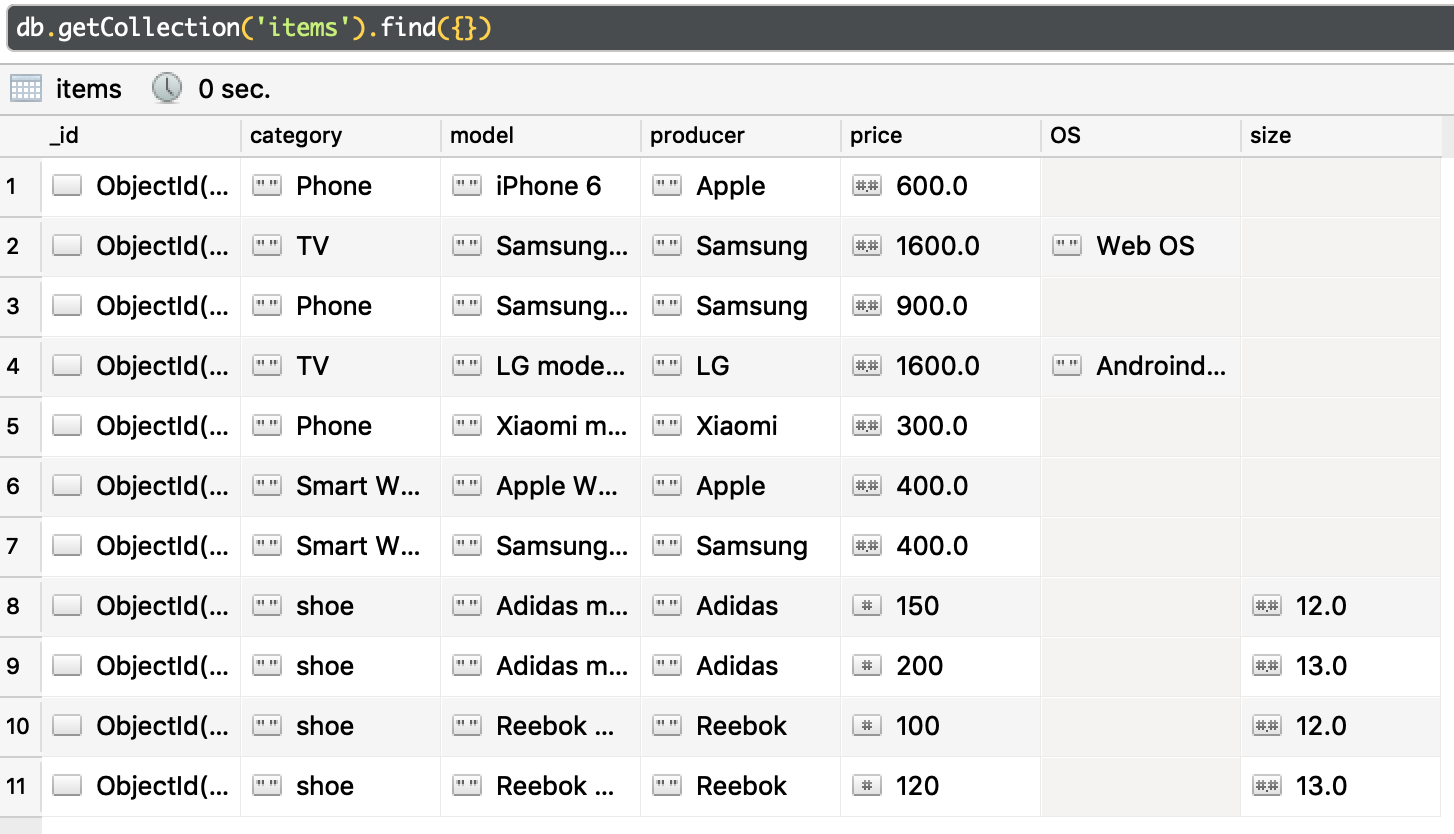 db.getCollection('items').find({})
items 0 sec.
_id category model producer price OS size
1 ObjectId(... "" Phone "" iPhone 6 "" Apple #.# 600.0
2 ObjectId(... "" TV "" Samsung... "" Samsung #.# 1600.0 "" Web OS
3 ObjectId(... "" Phone "" Samsung... "" Samsung #.# 900.0
4 ObjectId(... "" TV "" LG mode... "" LG #.# 1600.0 "" Androind...
5 ObjectId(... "" Phone "" Xiaomi m... "" Xiaomi #.# 300.0
6 ObjectId(... "" Smart W... "" Apple W... "" Apple #.# 400.0
7 ObjectId(... "" Smart W... "" Samsung... "" Samsung #.# 400.0
8 ObjectId(... "" shoe "" Adidas m... "" Adidas # 150 #.# 12.0
9 ObjectId(... "" shoe "" Adidas m... "" Adidas # 200 #.# 13.0
10 ObjectId(... "" shoe "" Reebok ... "" Reebok # 100 #.# 12.0
11 ObjectId(... "" shoe "" Reebok ... "" Reebok # 120 #.# 13.0